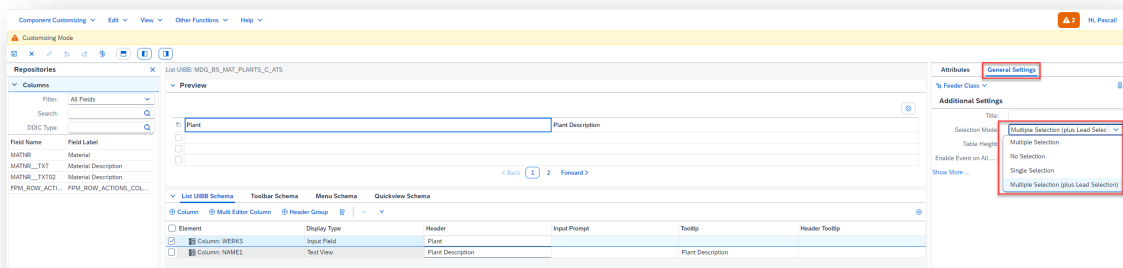 Component Customizing Edit View Other Functions Help
2 Hi, Pascal!
Customizing Mode
Repositories
Columns
Filter: All Fields
Search:
DDIC Type:
Field Name Field Label
MATNR Material
MATNR__TXT Material Description
MATNR__TXT02 Material Description
FPM_ROW_ACTI... FPM_ROW_ACTIONS_COL...
List UIBB: MDG_BS_MAT_PLANTS_C_ATS
Preview
Plant Plant Description
< Back 1 2 Forward >
List UIBB Schema Toolbar Schema Menu Schema Quickview Schema
Column Multi Editor Column Header Group
Element Display Type Header Input Prompt Tooltip Header Tooltip
Column: WERKS Input Field Plant
Column: NAME1 Text View Plant Description Plant Description
Attributes General Settings
Feeder Class
Additional Settings
Title:
Selection Mode: Multiple Selection (plus Lead Selec
Table Height:
Enable Event on All ...
Show More ...
Multiple Selection
No Selection
Single Selection
Multiple Selection (plus Lead Selection)